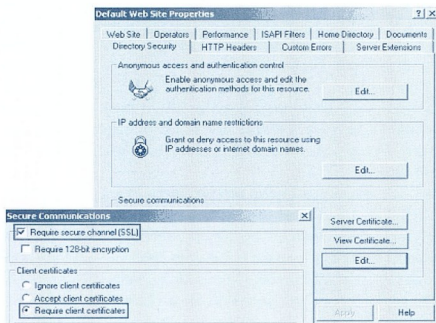 Default Web Site Properties
Web Site Operators Performance ISAPI Filters Home Directory Documents
Directory Security HTTP Headers Custom Errors Server Extensions
Anonymous access and authentication control
Enable anonymous access and edit the
authentication methods for this resource.
Edit...
IP address and domain name restrictions
Grant or deny access to this resource using
IP addresses or internet domain names.
Edit...
Secure communications
Server Certificate...
View Certificate...
Edit...
Apply Help
Secure Communications
Require secure channel (SSL)
Require 128-bit encryption
Client certificates
Ignore client certificates
Accept client certificates
Require client certificates